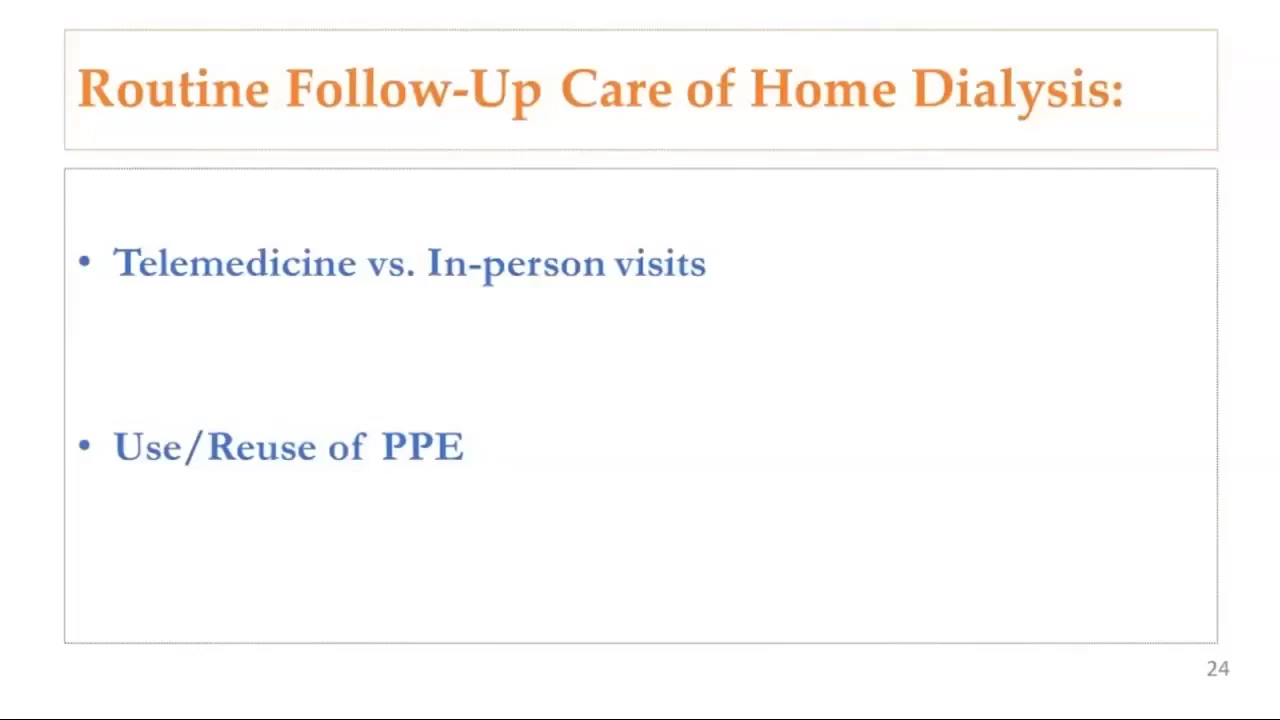 Routine Follow-Up Care of Home Dialysis:
• Telemedicine vs. In-person visits
• Use/Reuse of PPE
24